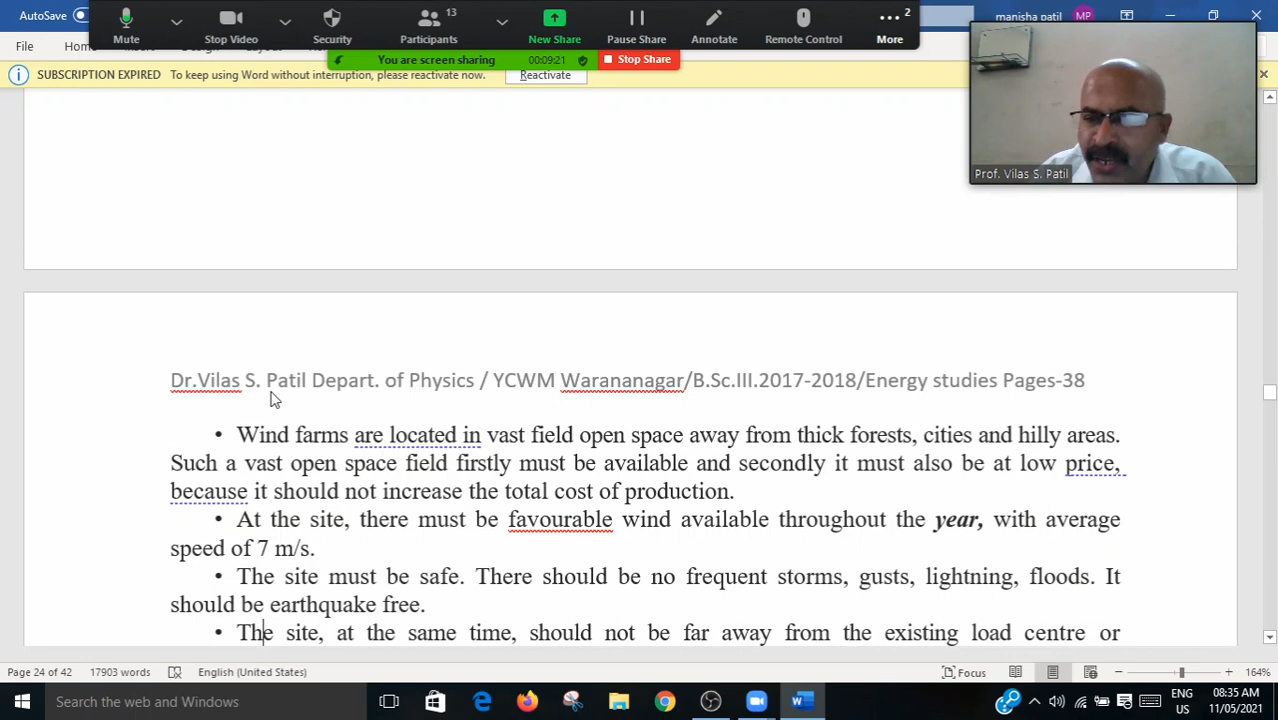 AutoSave
Mute
Stop Video
Security
13
Participants
New Share
Pause Share
Annotate
Remote Control
2
More
manisha patil
MP
File
You are screen sharing
00:09:21
Stop Share
SUBSCRIPTION EXPIRED To keep using Word without interruption, please reactivate now.
Reactivate
Prof. Vilas S. Patil
Dr.Vilas S. Patil Depart. of Physics / YCWM Warananagar/B.Sc.III.2017-2018/Energy studies Pages-38
• Wind farms are located in vast field open space away from thick forests, cities and hilly areas.
Such a vast open space field firstly must be available and secondly it must also be at low price,
because it should not increase the total cost of production.
• At the site, there must be favourable wind available throughout the year, with average
speed of 7 m/s.
• The site must be safe. There should be no frequent storms, gusts, lightning, floods. It
should be earthquake free.
• The site, at the same time, should not be far away from the existing load centre or
Page 24 of 42
17903 words
English (United States)
Focus
164%
Search the web and Windows
ENG
US
08:35 AM
11/05/2021